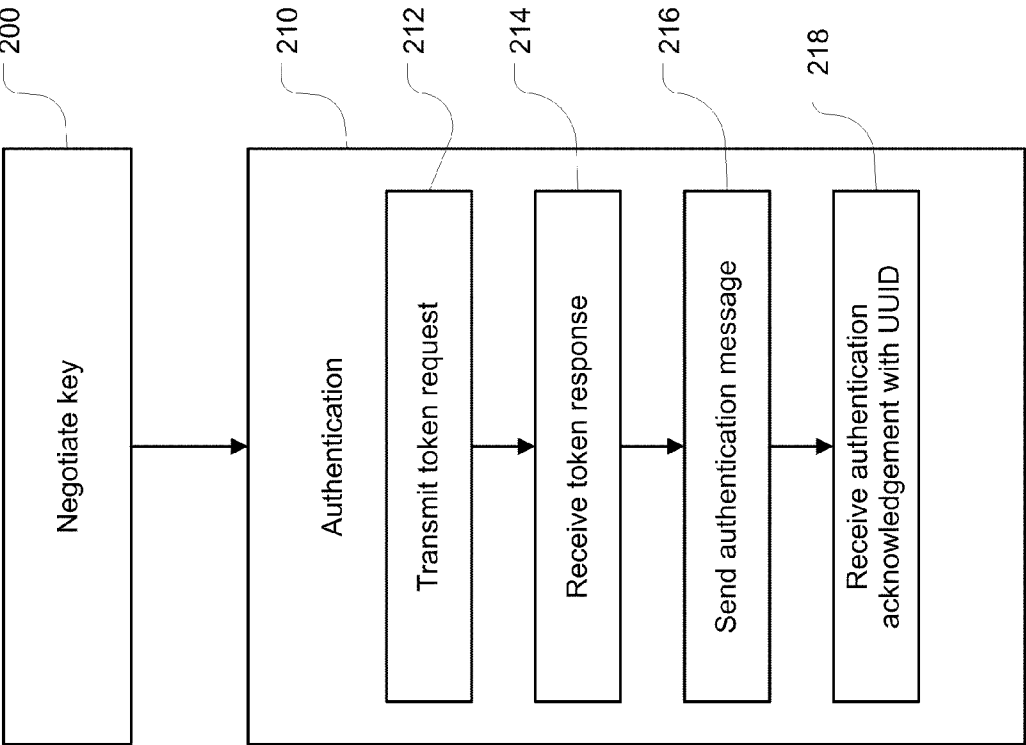 200
Negotiate key
210
Authentication
212
Transmit token request
214
Receive token response
216
Send authentication message
218
Receive authentication
acknowledgement with UUID